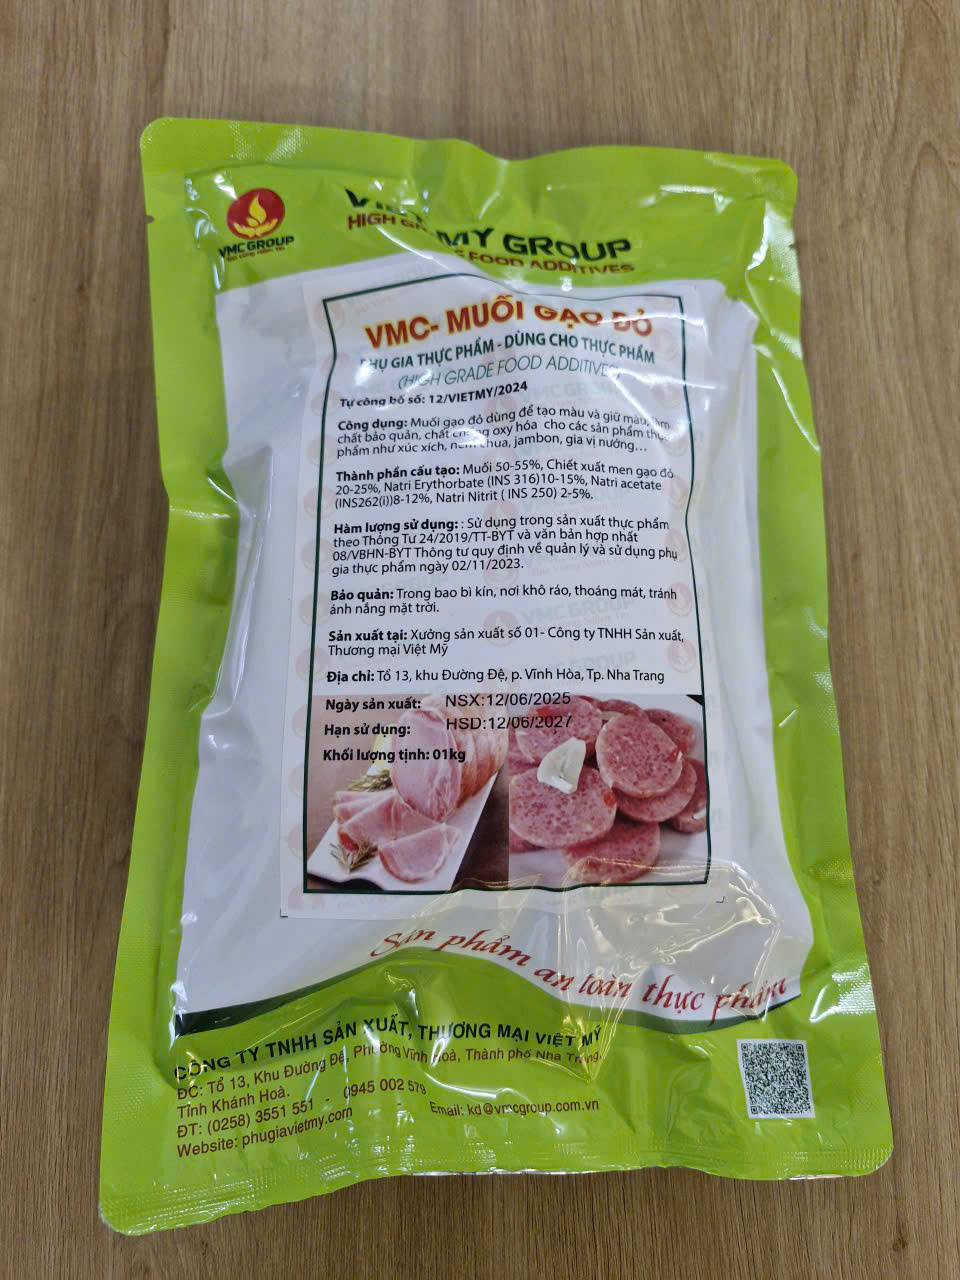 VMC GROUP
VIỆT MY GROUP
HIGH GRADE FOOD ADDITIVES
VMC- MUỐI GẠO ĐỎ
PHỤ GIA THỰC PHẨM - DÙNG CHO THỰC PHẨM
(HIGH GRADE FOOD ADDITIVES)
Tự công bố số: 12/VIETMY/2024
Công dụng: Muối gạo đỏ dùng để tạo màu và giữ màu, làm
chất bảo quản, chất chống oxy hóa cho các sản phẩm thực
phẩm như xúc xích, nem chua, jambon, gia vị nướng...
Thành phần cấu tạo: Muối 50-55%, Chiết xuất men gạo đỏ
20-25%, Natri Erythorbate (INS 316)10-15%, Natri acetate
(INS262(i))8-12%, Natri Nitrit ( INS 250) 2-5%.
Hàm lượng sử dụng: : Sử dụng trong sản xuất thực phẩm
theo Thông Tư 24/2019/TT-BYT và văn bản hợp nhất
08/VBHN-BYT Thông tư quy định về quản lý và sử dụng phụ
gia thực phẩm ngày 02/11/2023.
Bảo quản: Trong bao bì kín, nơi khô ráo, thoáng mát, tránh
ánh nắng mặt trời.
Sản xuất tại: Xưởng sản xuất số 01- Công ty TNHH Sản xuất,
Thương mại Việt Mỹ
Địa chỉ: Tổ 13, khu Đường Đệ, p. Vĩnh Hòa, Tp. Nha Trang
Ngày sản xuất: NSX:12/06/2025
Hạn sử dụng: HSD:12/06/2027
Khối lượng tịnh: 01kg
Sản phẩm an toàn thực phẩm
CÔNG TY TNHH SẢN XUẤT, THƯƠNG MẠI VIỆT MỸ
ĐC: Tổ 13, Khu Đường Đệ, Phường Vĩnh Hoà, Thành phố Nha Trang,
Tỉnh Khánh Hoà.
ĐT: (0258) 3551 551 - 0945 002 579
Website: phugiavietmy.com - Email: kd@vmcgroup.com.vn